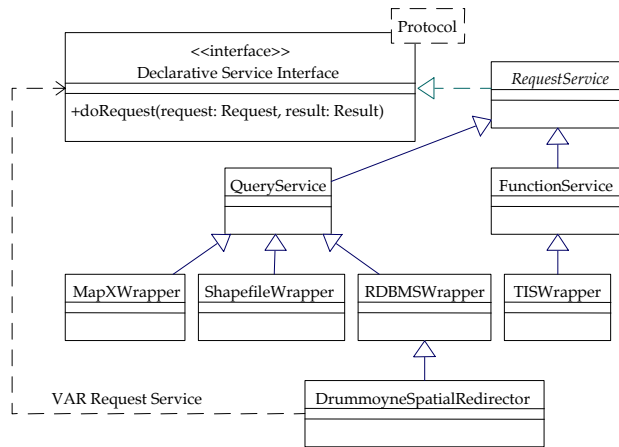 Protocol
<<interface>>
Declarative Service Interface
+doRequest(request: Request, result: Result)
RequestService
QueryService
FunctionService
MapXWrapper
ShapefileWrapper
RDBMSWrapper
TISWrapper
VAR Request Service
DrummoyneSpatialRedirector